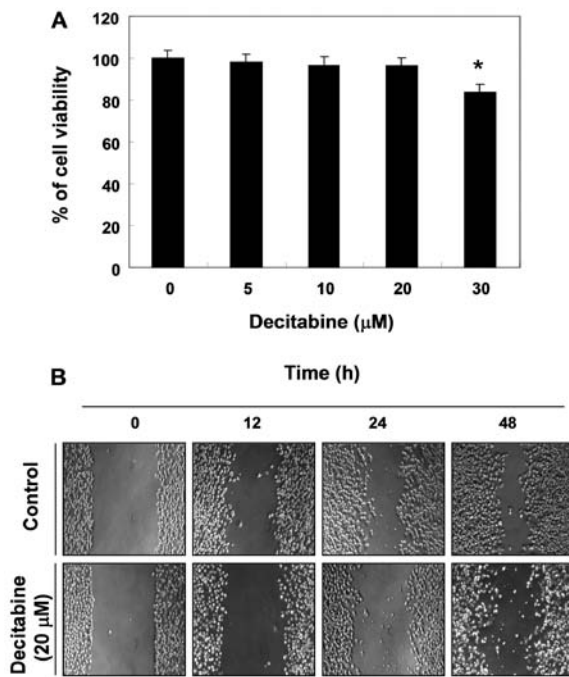 A
% of cell viability
120
100
80
60
40
20
0
*
0 5 10 20 30
Decitabine (μM)
B
Time (h)
0 12 24 48
Control
Decitabine
(20 μM)